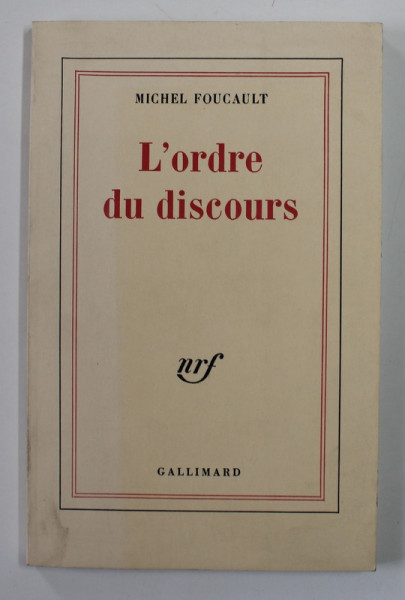 MICHEL FOUCAULT
L'ordre
du discours
nrf
GALLIMARD